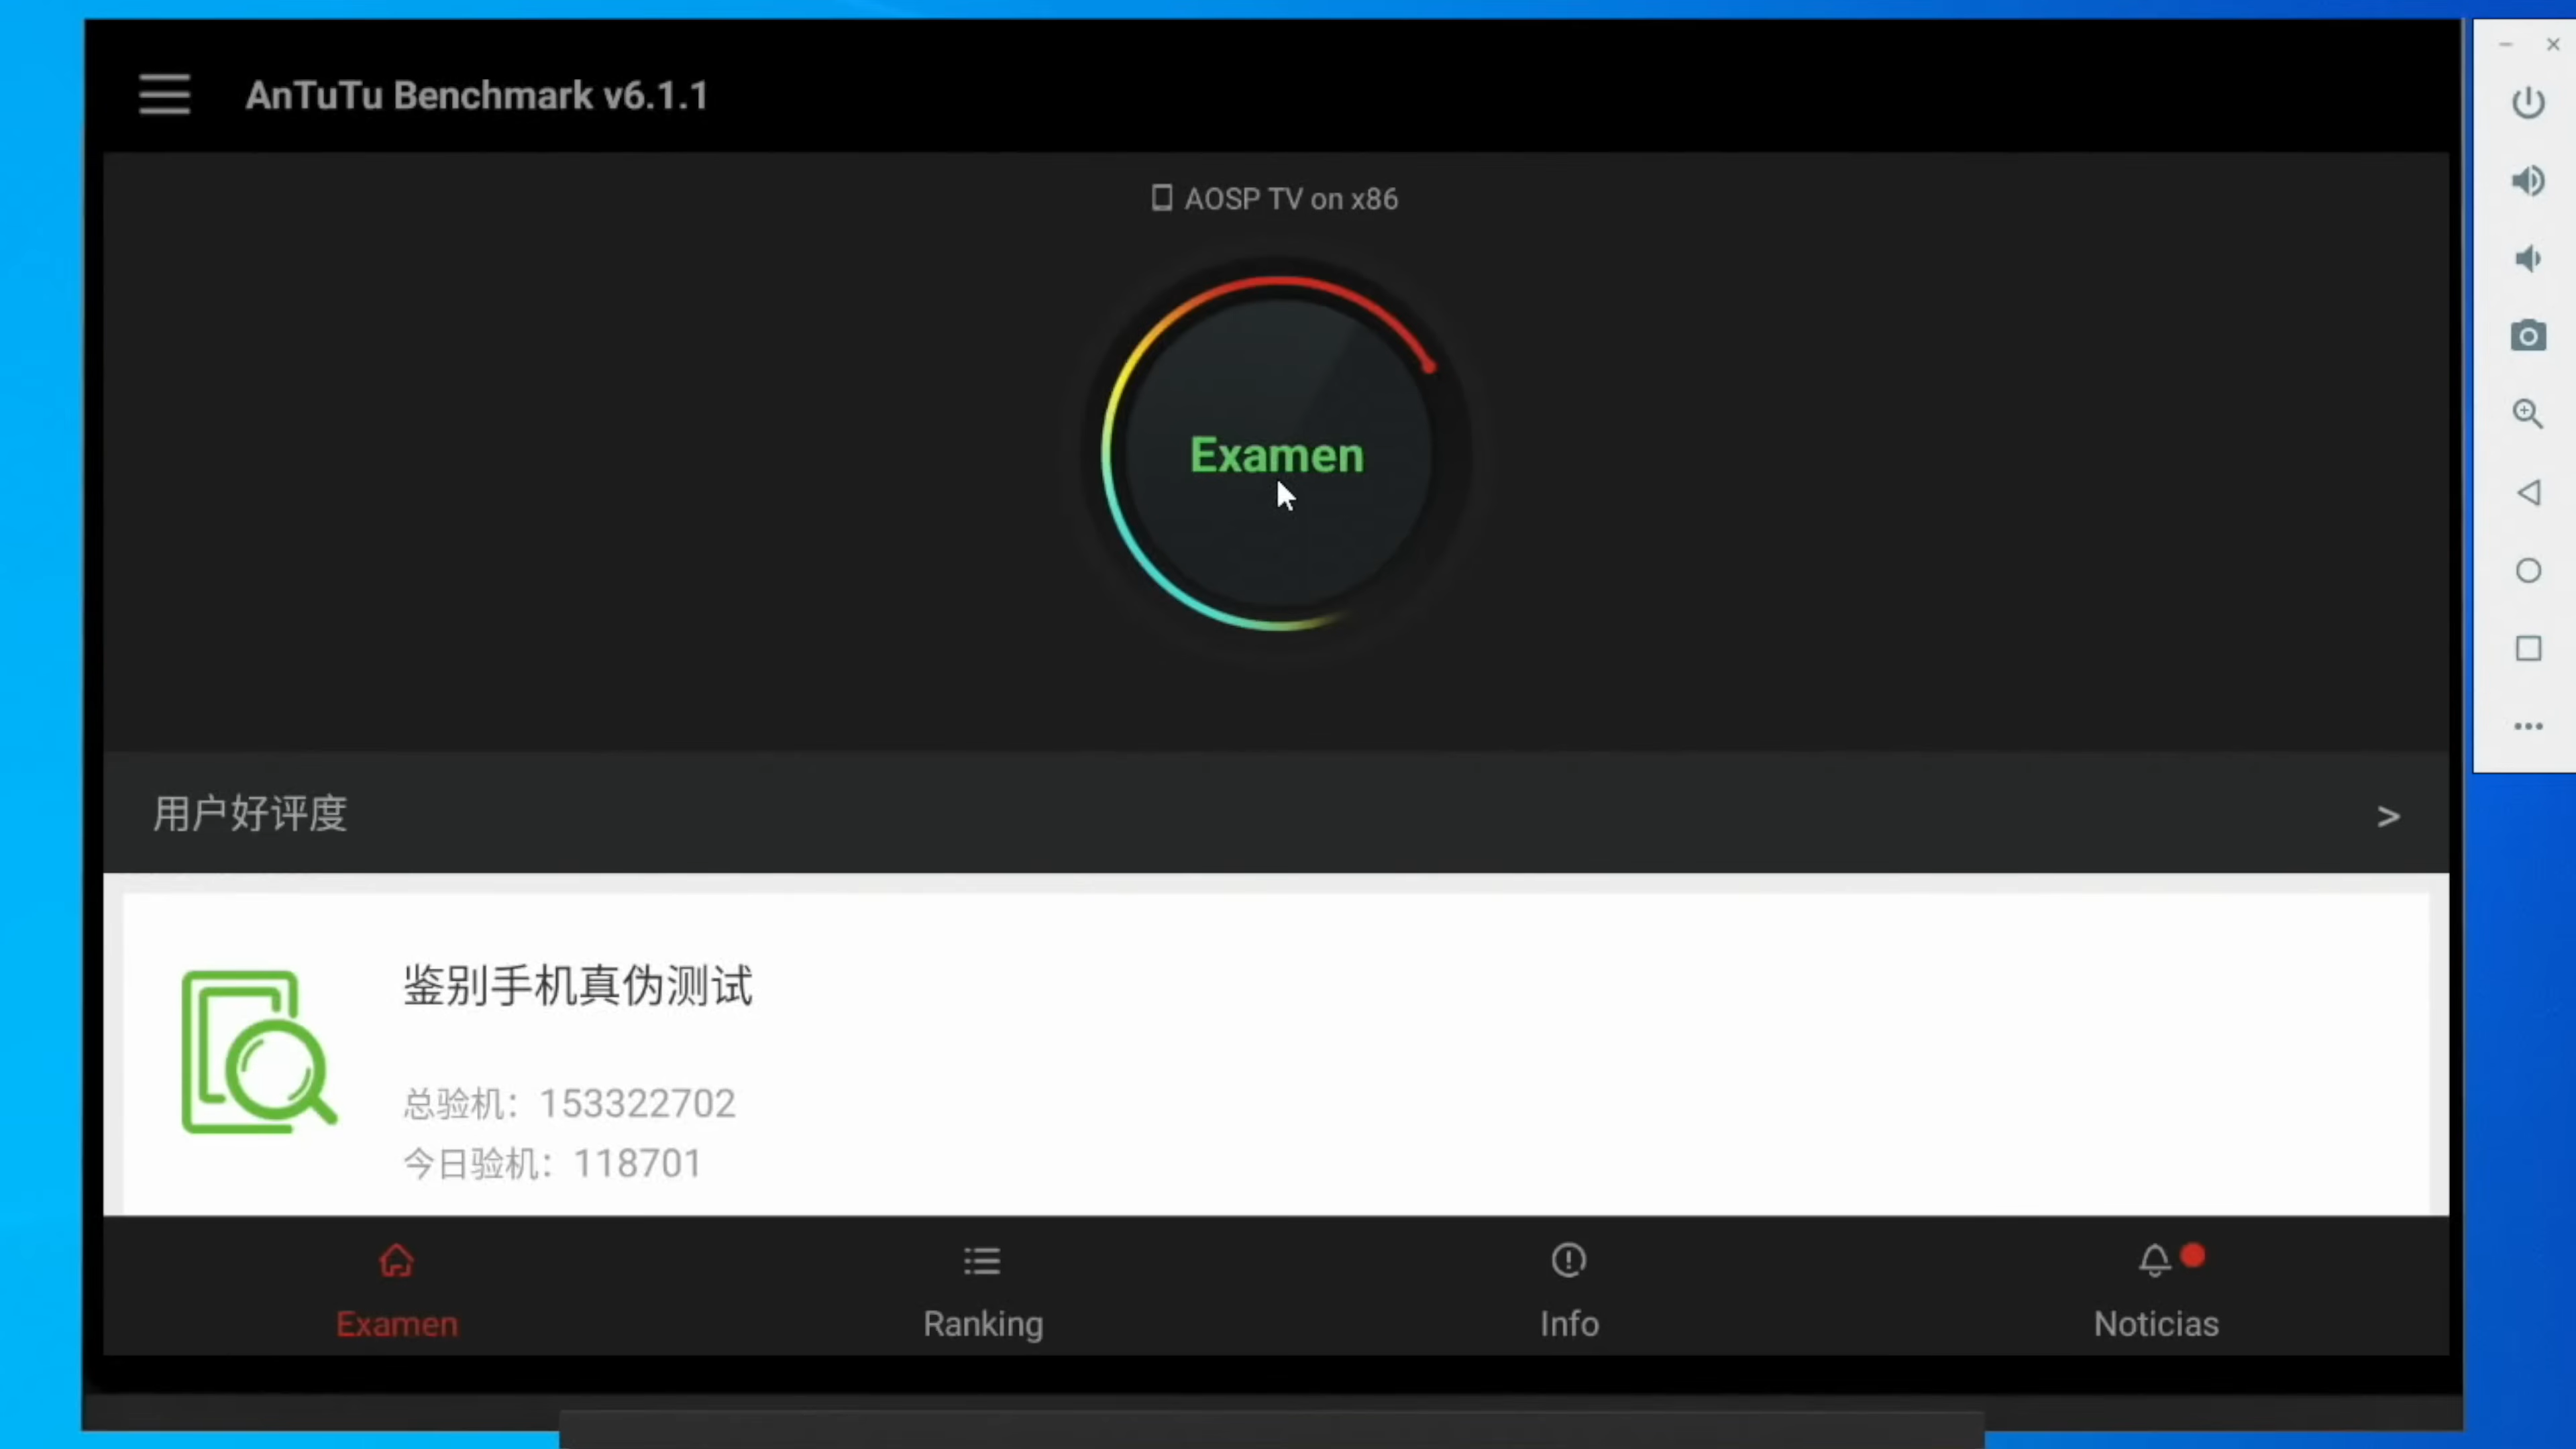 AnTuTu Benchmark v6.1.1
AOSP TV on x86
Examen
用户好评度
>
鉴别手机真伪测试
总验机：153322702
今日验机：118701
Examen
Ranking
Info
Noticias